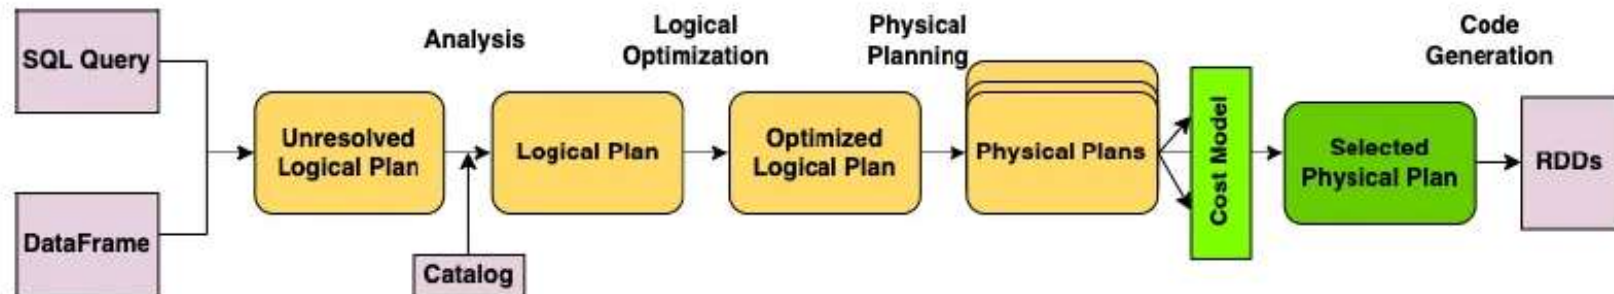 SQL Query
DataFrame
Unresolved
Logical Plan
Analysis
Catalog
Logical Plan
Logical
Optimization
Optimized
Logical Plan
Physical
Planning
Physical Plans
Cost Model
Selected
Physical Plan
Code
Generation
RDDs